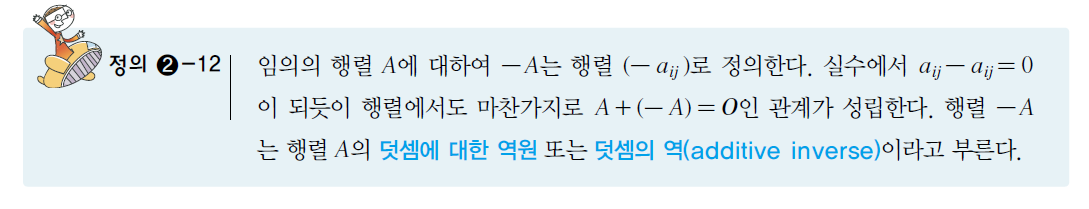 정의 ❷-12 임의의 행렬 A에 대하여 -A는 행렬 (-aᵢⱼ)로 정의한다. 실수에서 aᵢⱼ-aᵢⱼ=0
이 되듯이 행렬에서도 마찬가지로 A+(-A)=O인 관계가 성립한다. 행렬 -A
는 행렬 A의 덧셈에 대한 역원 또는 덧셈의 역(additive inverse)이라고 부른다.